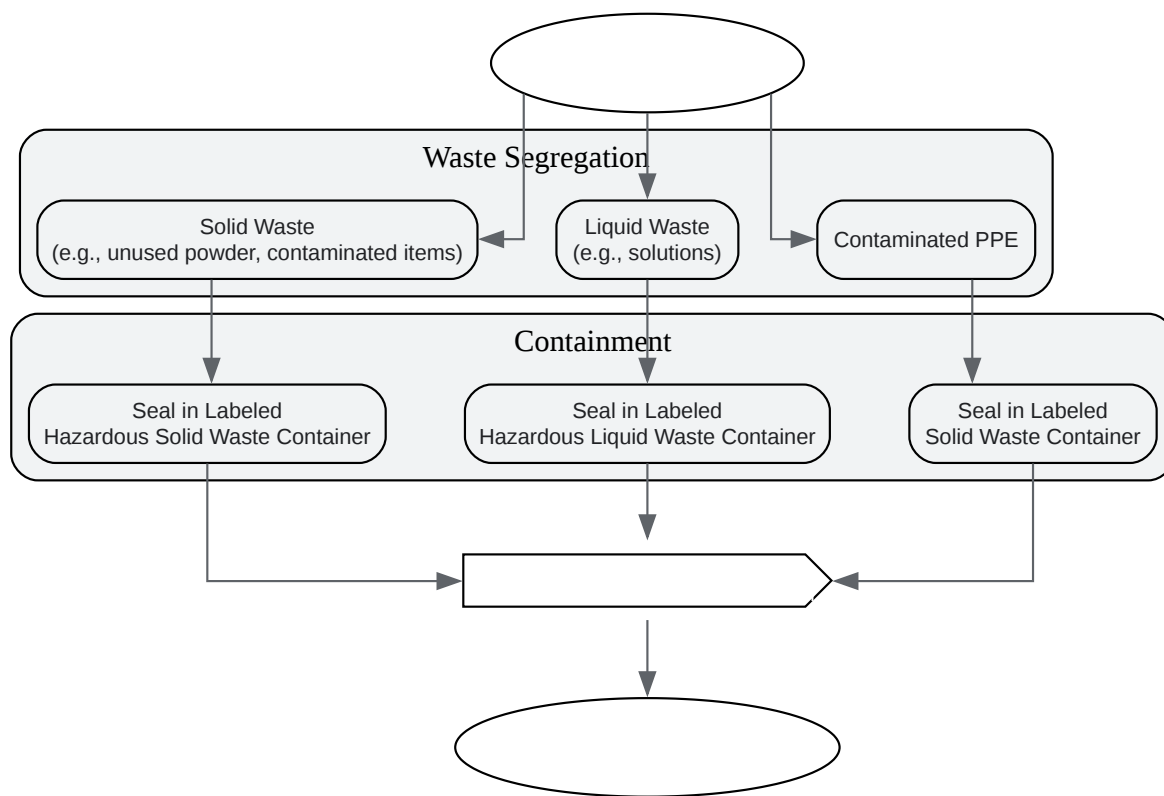 Waste Segregation
Solid Waste
(e.g., unused powder, contaminated items)
Liquid Waste
(e.g., solutions)
Contaminated PPE
Containment
Seal in Labeled
Hazardous Solid Waste Container
Seal in Labeled
Hazardous Liquid Waste Container
Seal in Labeled
Solid Waste Container